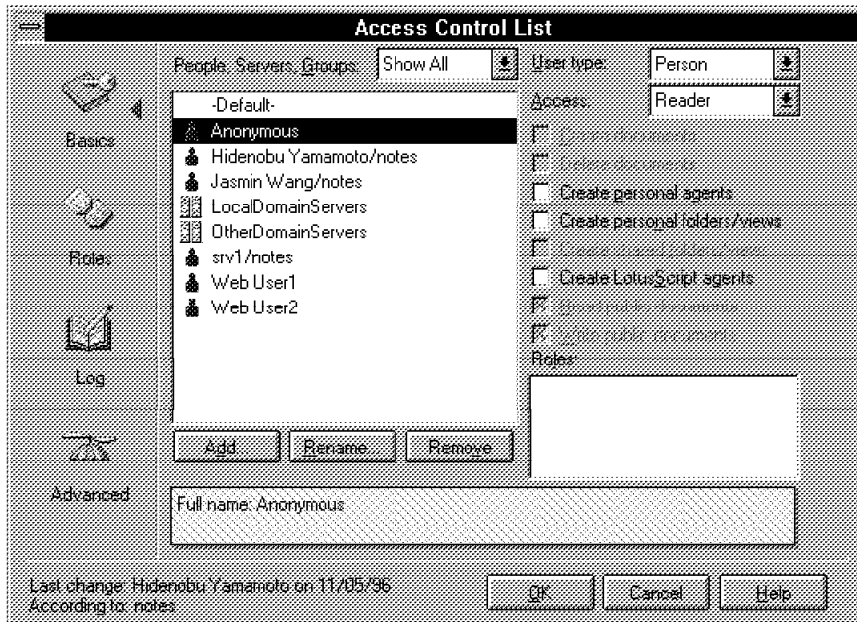 Access Control List
People, Servers, Groups: Show All
User type: Person
Access: Reader
Basics
Roles
Log
Advanced
-Default-
Anonymous
Hidenobu Yamamoto/notes
Jasmin Wang/notes
LocalDomainServers
OtherDomainServers
srv1/notes
Web User1
Web User2
Create personal agents
Create personal folders/views
Create LotusScript agents
Roles:
Add...
Rename...
Remove
Full name: Anonymous
Last change: Hidenobu Yamamoto on 11/05/96
According to: notes
OK
Cancel
Help